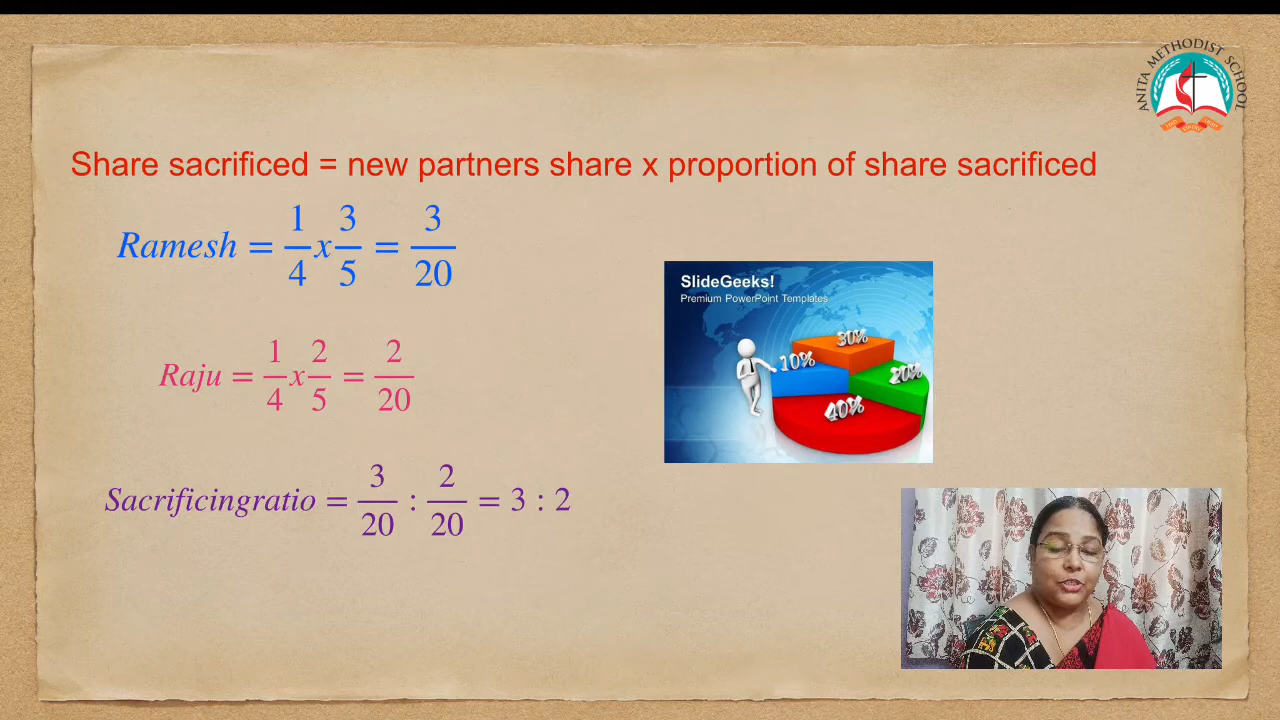 ANITA METHODIST SCHOOL
Share sacrificed = new partners share x proportion of share sacrificed
Ramesh = 1/4 x 3/5 = 3/20
SlideGeeks!
Premium PowerPoint Templates
30%
10%
20%
40%
Raju = 1/4 x 2/5 = 2/20
Sacrificingratio = 3/20 : 2/20 = 3 : 2